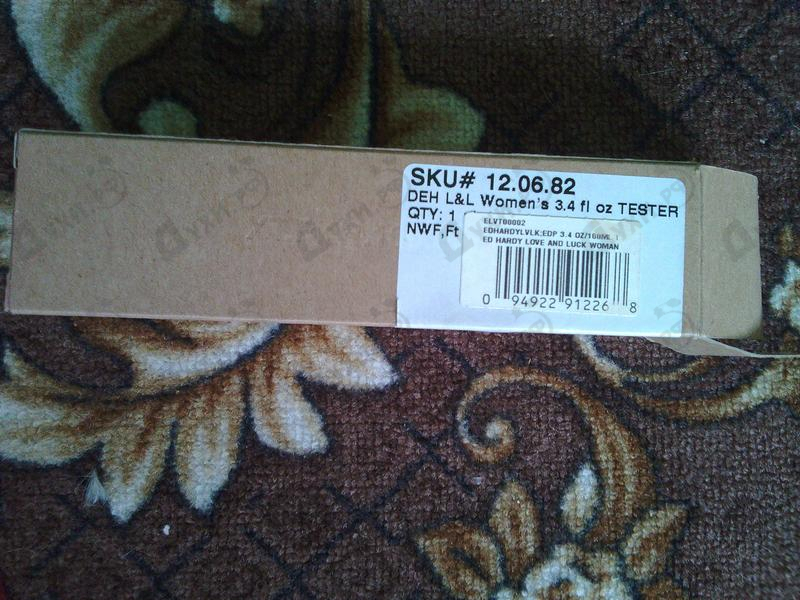 SKU# 12.06.82
DEH L&L Women's 3.4 fl oz TESTER
QTY: 1
NWF,Ft
ELVT00002
EDHARDYLVLK;EDP 3.4 OZ/100ML T
ED HARDY LOVE AND LUCK WOMAN
0 94922 91226 8